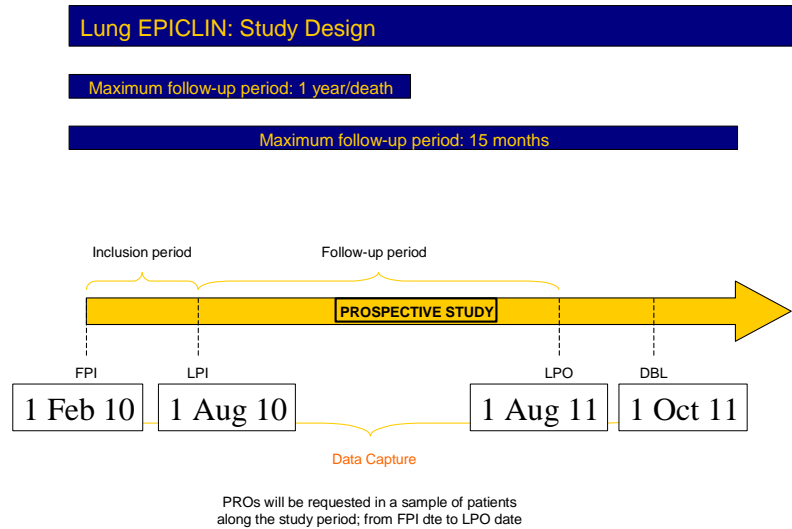 Lung EPICLIN: Study Design
Maximum follow-up period: 1 year/death
Maximum follow-up period: 15 months
Inclusion period
Follow-up period
PROSPECTIVE STUDY
FPI
LPI
LPO
DBL
1 Feb 10
1 Aug 10
1 Aug 11
1 Oct 11
Data Capture
PROs will be requested in a sample of patients
along the study period; from FPI dte to LPO date